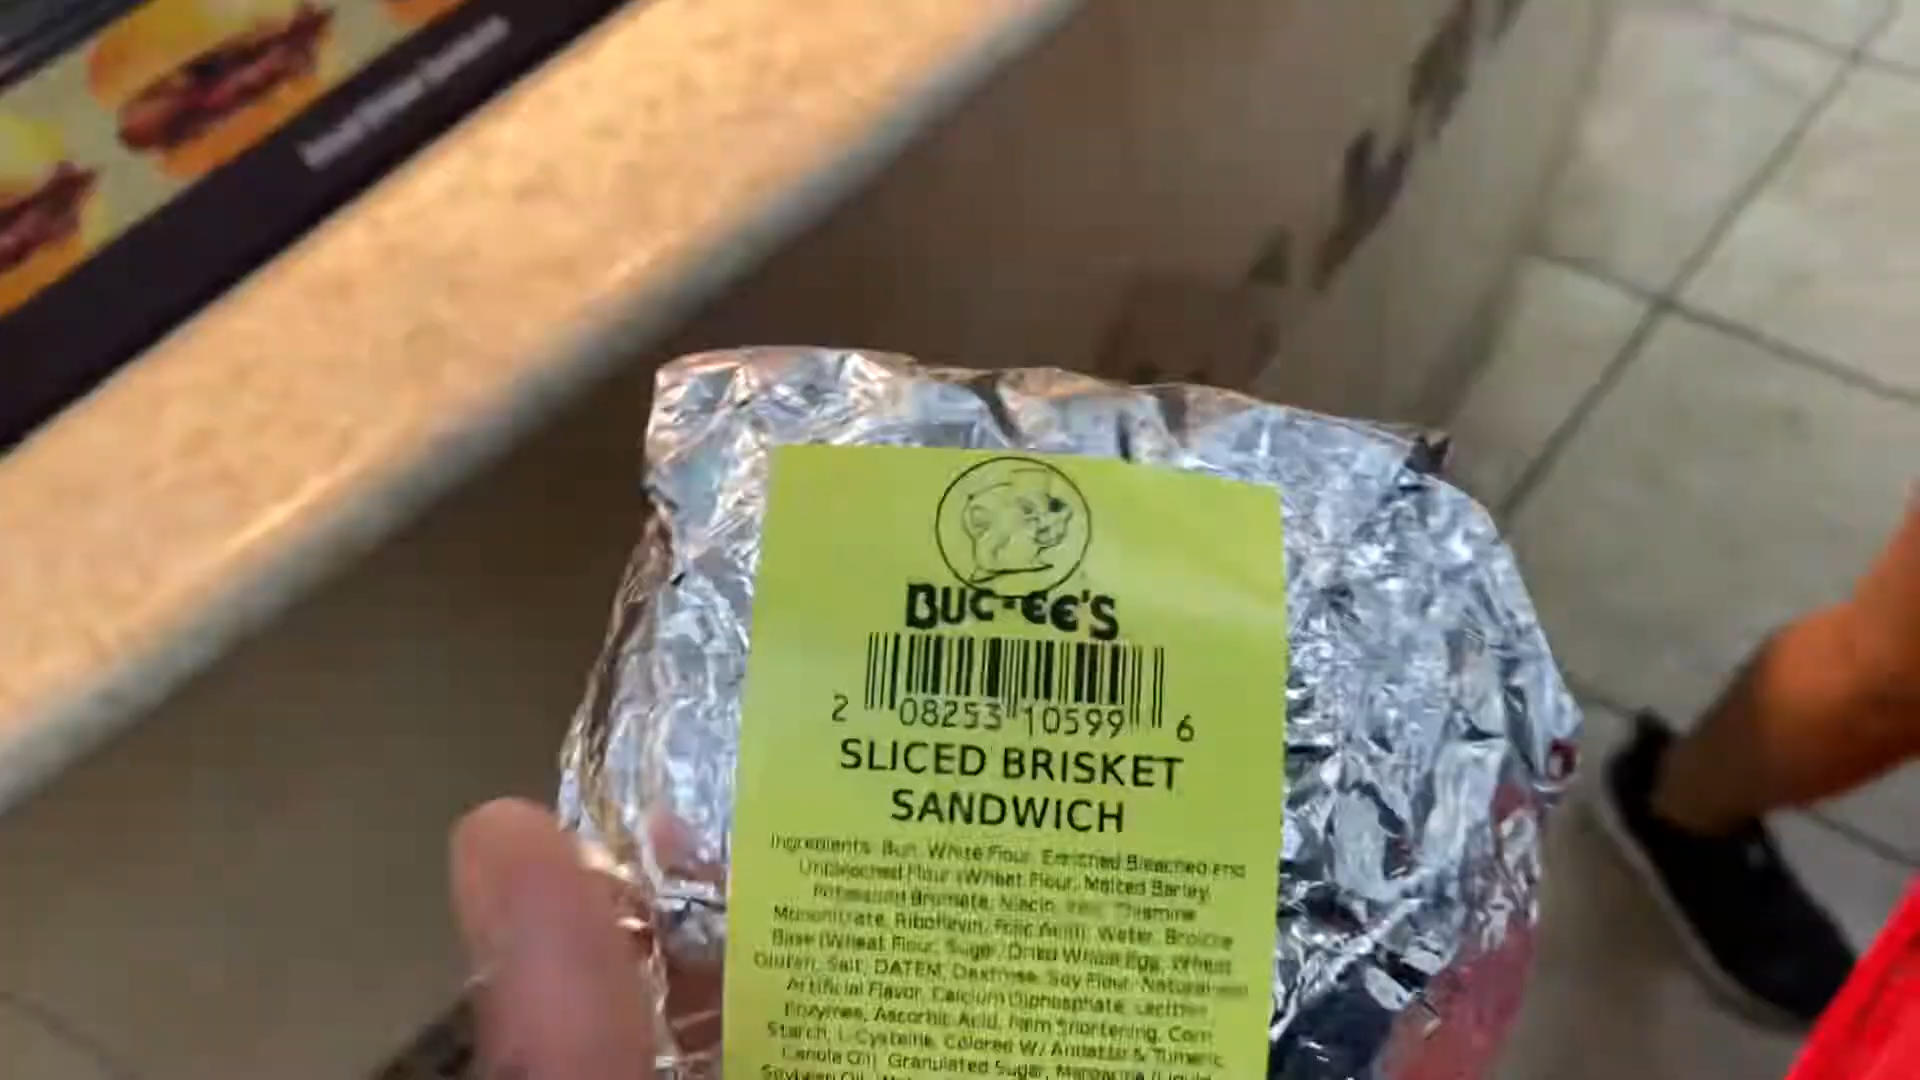 BUC-EE'S
2 08253 10599 6
SLICED BRISKET
SANDWICH
Ingredients: Bun, White Flour, Enriched Bleached and
Unbleached Flour (Wheat Flour, Malted Barley,
Potassium Bromate, Niacin, Iron, Thiamine
Mononitrate, Riboflavin, Folic Acid), Water, Brioche
Base (Wheat Flour, Sugar, Dried Whole Egg, Wheat
Gluten, Salt, DATEM, Dextrose, Soy Flour, Natural
Artificial Flavor, Calcium Diphosphate, Lecithin
Enzymes, Ascorbic Acid, Shortening, Corn
Starch, L-Cysteine, Colored W/ Annatto & Tumeric
Canola Oil, Granulated Sugar, Margarine (Liquid
Soybean Oil,